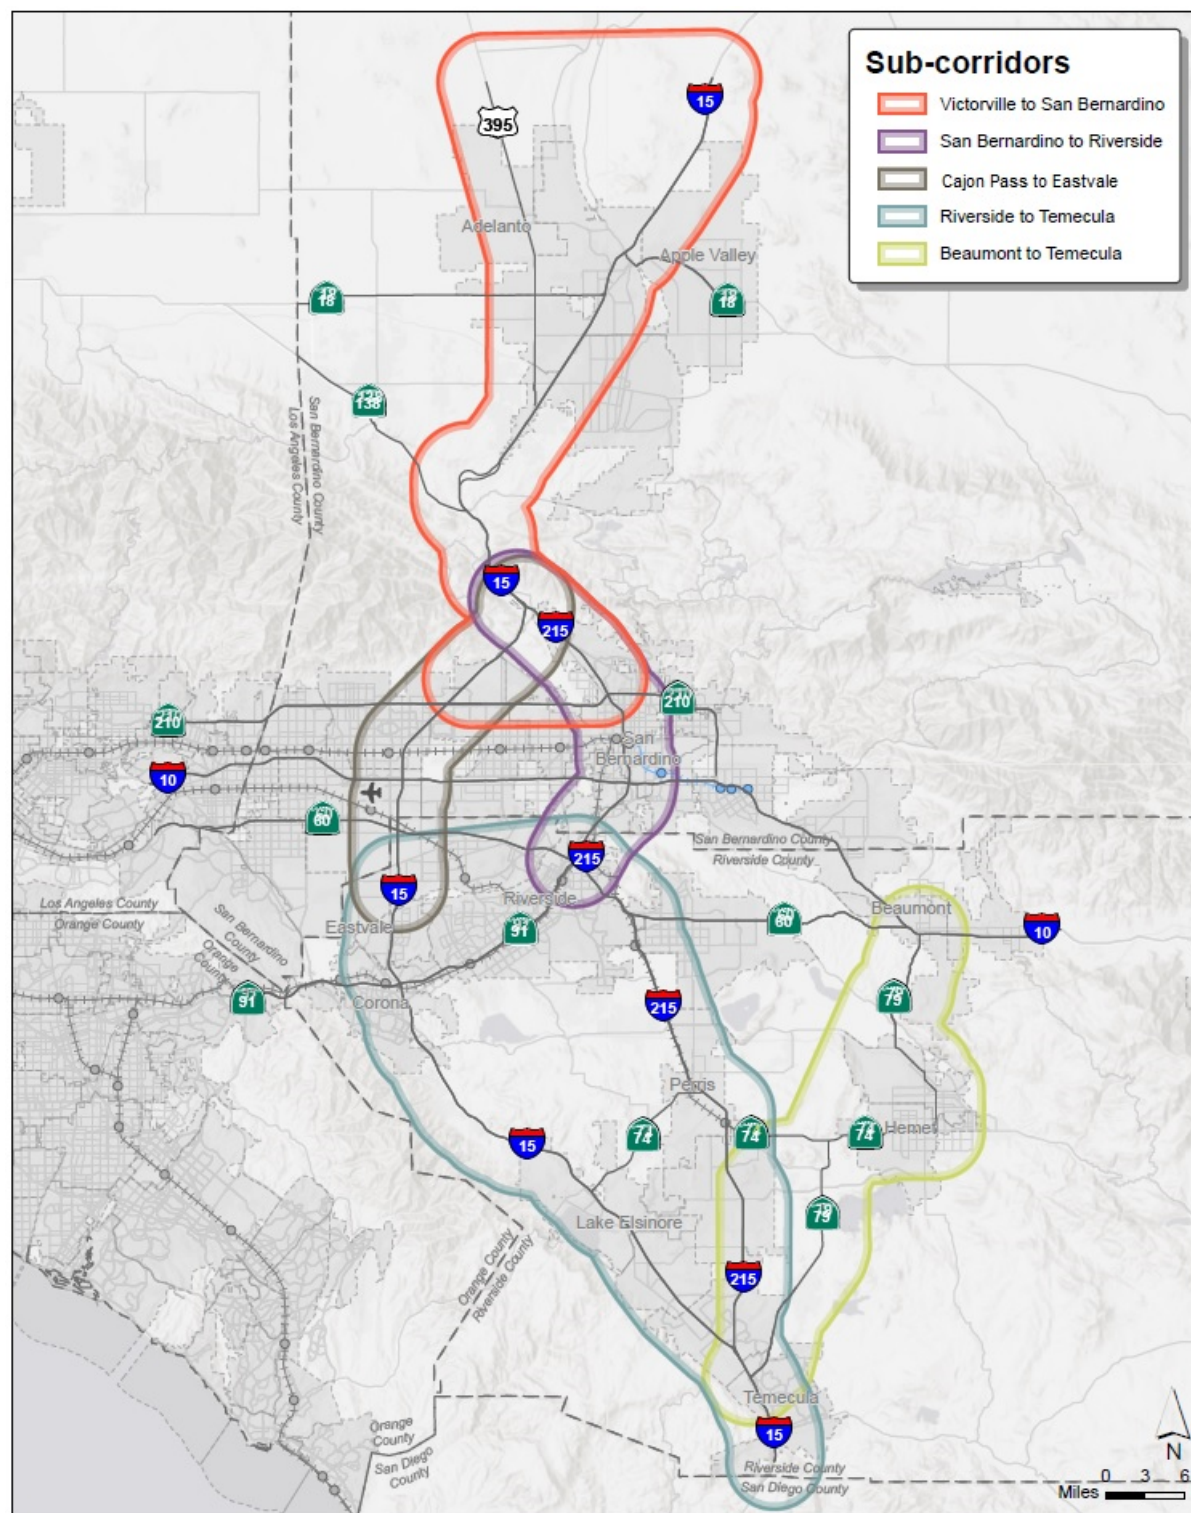 Sub-corridors
Victorville to San Bernardino
San Bernardino to Riverside
Cajon Pass to Eastvale
Riverside to Temecula
Beaumont to Temecula
15
395
Adelanto
Apple Valley
18
18
138
San Bernardino County
Los Angeles County
15
215
210
210
San
Bernardino
10
60
San Bernardino County
Riverside County
215
15
Riverside
Beaumont
Los Angeles County
Orange County
San Bernardino
County
Orange
County
Eastvale
91
60
10
91
Corona
79
215
Perris
74
74
74
Hemet
15
Lake Elsinore
79
Orange County
Riverside County
215
Temecula
15
Orange
County
San Diego
County
Riverside County
San Diego County
N
0 3 6
Miles